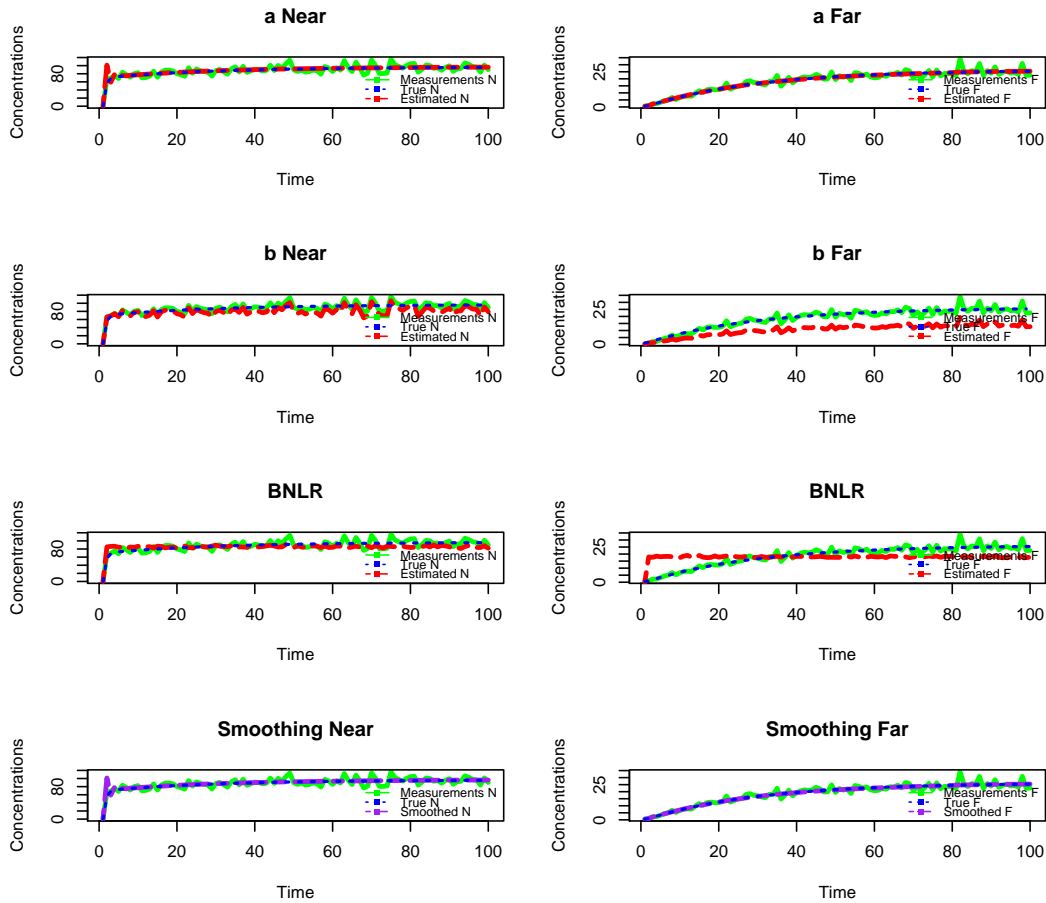 a Near
Concentrations
80
0
Measurements N
True N
Estimated N
0 20 40 60 80 100
Time
a Far
Concentrations
25
0
Measurements F
True F
Estimated F
0 20 40 60 80 100
Time
b Near
Concentrations
80
0
Measurements N
True N
Estimated N
0 20 40 60 80 100
Time
b Far
Concentrations
25
0
Measurements F
True F
Estimated F
0 20 40 60 80 100
Time
BNLR
Concentrations
80
0
Measurements N
True N
Estimated N
0 20 40 60 80 100
Time
BNLR
Concentrations
25
0
Measurements F
True F
Estimated F
0 20 40 60 80 100
Time
Smoothing Near
Concentrations
80
0
Measurements N
True N
Smoothed N
0 20 40 60 80 100
Time
Smoothing Far
Concentrations
25
0
Measurements F
True F
Smoothed F
0 20 40 60 80 100
Time